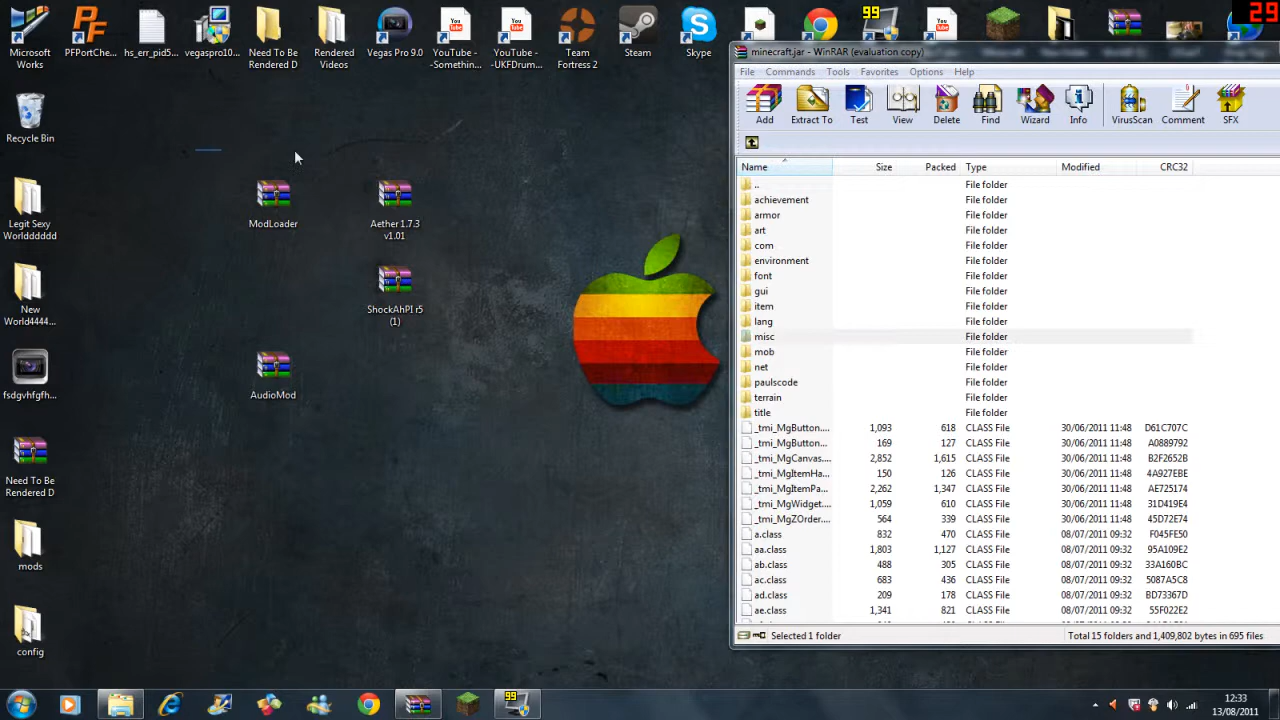 29
99
Microsoft
Work...
PFPortChe...
hs_err_pid5...
vegaspro10...
Need To Be
Rendered D
Rendered
Videos
Vegas Pro 9.0
YouTube -
Somethin...
YouTube -
-UKFDrum...
Team
Fortress 2
Steam
Skype
Recycle Bin
Legit Sexy
Worldddddd
New
World4444...
fsdgvhfgfh...
Need To Be
Rendered D
mods
config
ModLoader
AudioMod
Aether 1.7.3
v1.01
ShockAhPI r5
(1)
minecraft.jar - WinRAR (evaluation copy)
File Commands Tools Favorites Options Help
Add Extract To Test View Delete Find Wizard Info VirusScan Comment SFX
Name Size Packed Type Modified CRC32
.. File folder
achievement File folder
armor File folder
art File folder
com File folder
environment File folder
font File folder
gui File folder
item File folder
lang File folder
misc File folder
mob File folder
net File folder
paulscode File folder
terrain File folder
title File folder
_tmi_MgButton.... 1,093 618 CLASS File 30/06/2011 11:48 D61C707C
_tmi_MgButton... 169 127 CLASS File 30/06/2011 11:48 A0889792
_tmi_MgCanvas.... 2,852 1,615 CLASS File 30/06/2011 11:48 B2F2652B
_tmi_MgItemHa... 150 126 CLASS File 30/06/2011 11:48 4A927EBE
_tmi_MgItemPa... 2,262 1,347 CLASS File 30/06/2011 11:48 AE725174
_tmi_MgWidget.... 1,059 610 CLASS File 30/06/2011 11:48 31D419E4
_tmi_MgZOrder.... 564 339 CLASS File 30/06/2011 11:48 45D72E74
a.class 832 470 CLASS File 08/07/2011 09:32 F045FE50
aa.class 1,803 1,127 CLASS File 08/07/2011 09:32 95A109E2
ab.class 488 305 CLASS File 08/07/2011 09:32 33A160BC
ac.class 683 436 CLASS File 08/07/2011 09:32 5087A5C8
ad.class 209 178 CLASS File 08/07/2011 09:32 BD73367D
ae.class 1,341 821 CLASS File 08/07/2011 09:32 55F022E2
Selected 1 folder Total 15 folders and 1,409,802 bytes in 695 files
99
12:33
13/08/2011